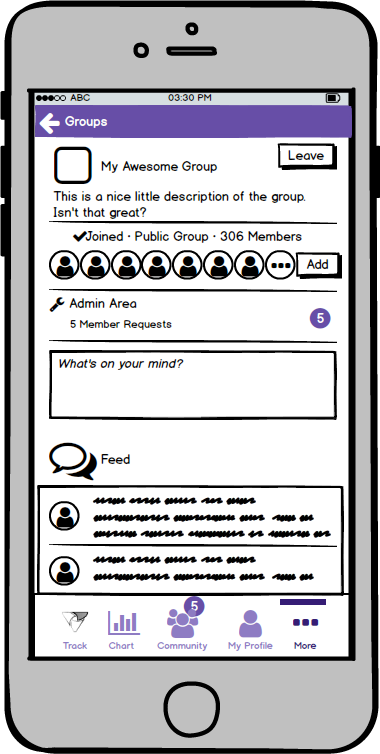 ABC 03:30 PM
Groups
My Awesome Group Leave
This is a nice little description of the group.
Isn't that great?
Joined · Public Group · 306 Members
Add
Admin Area
5 Member Requests 5
What's on your mind?
Feed
5
Track Chart Community My Profile More